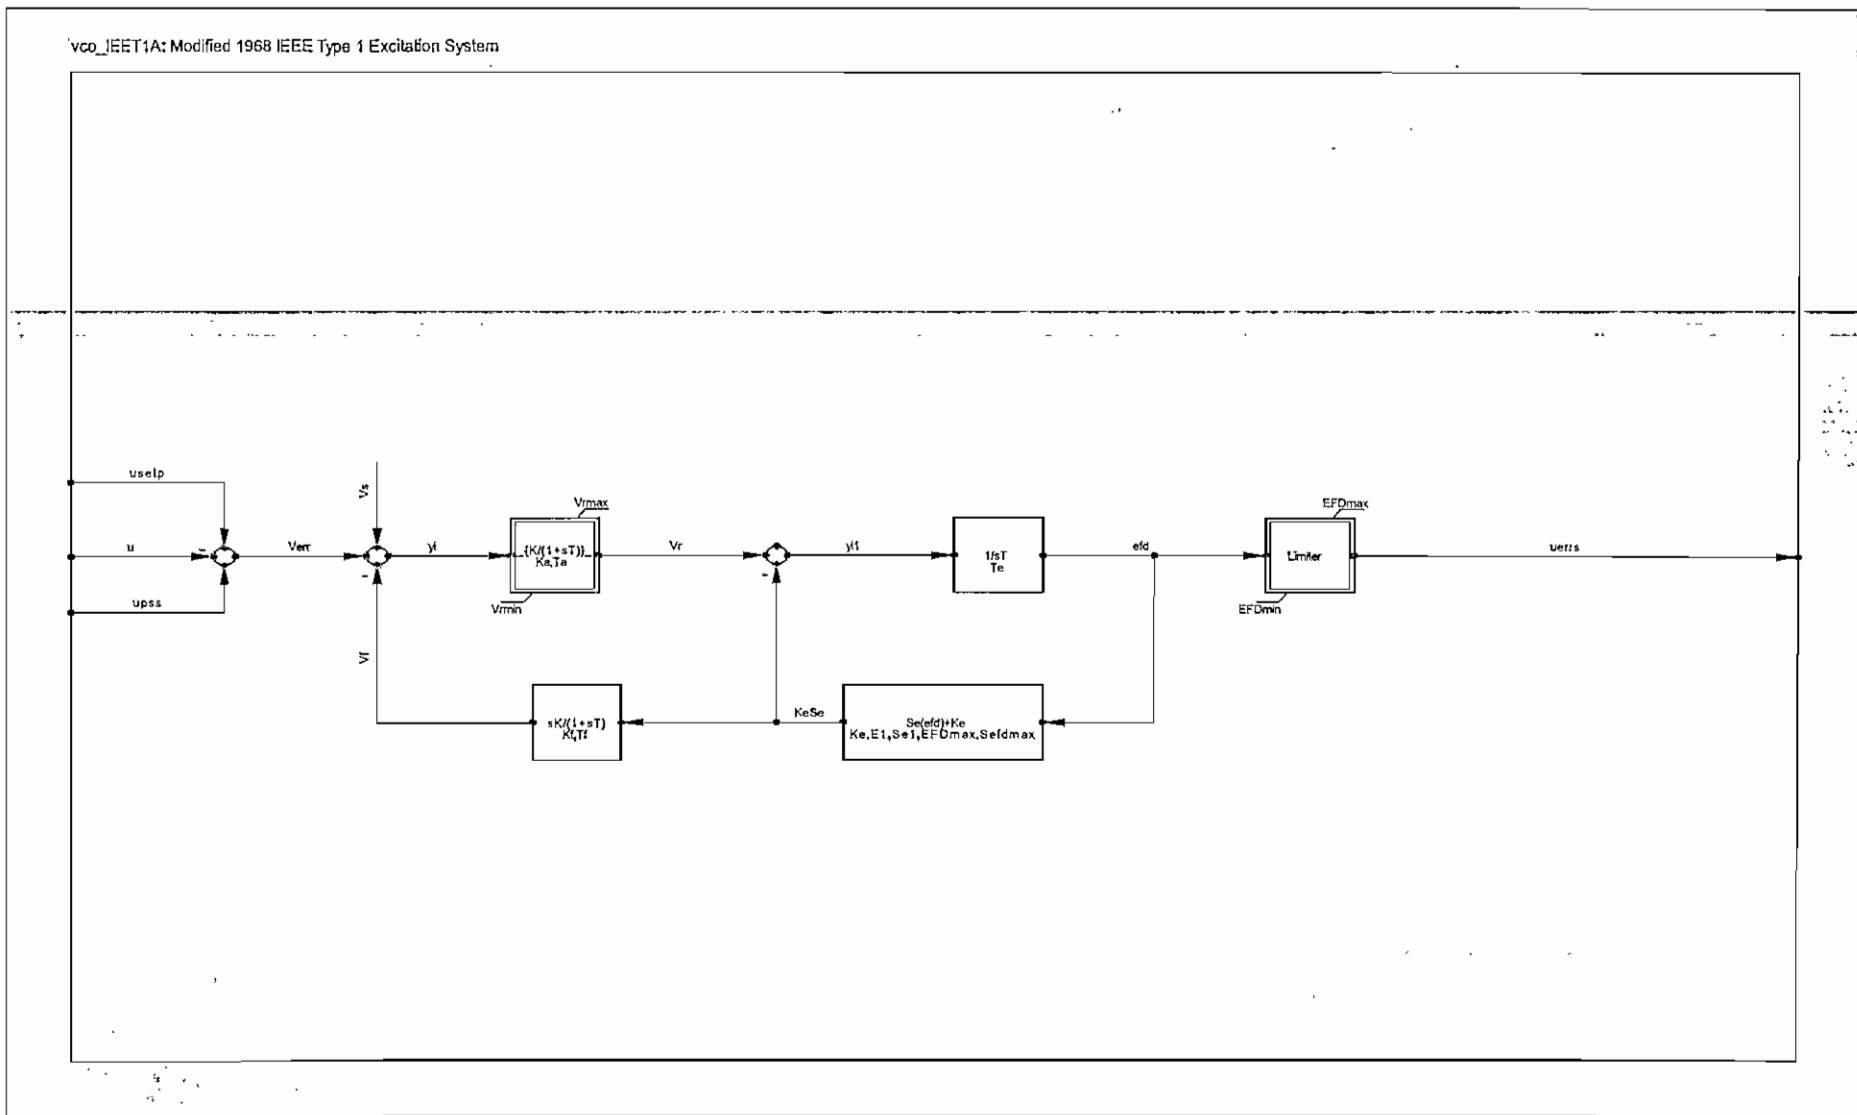 vco_IEET1A: Modified 1968 IEEE Type 1 Excitation System
usetp
u
upss
-
Verr
Vs
-
Vf
yi
Vrmax
_{K/(1+sT)}_
Ka,Ta
Vrmin
Vr
-
yi1
1/sT
Te
efd
EFDmax
Limiter
EFDmin
uerrs
sK/(1+sT)
Kf,Tf
KeSe
Se(efd)+Ke
Ke,E1,Se1,EFDmax,Sefdmax